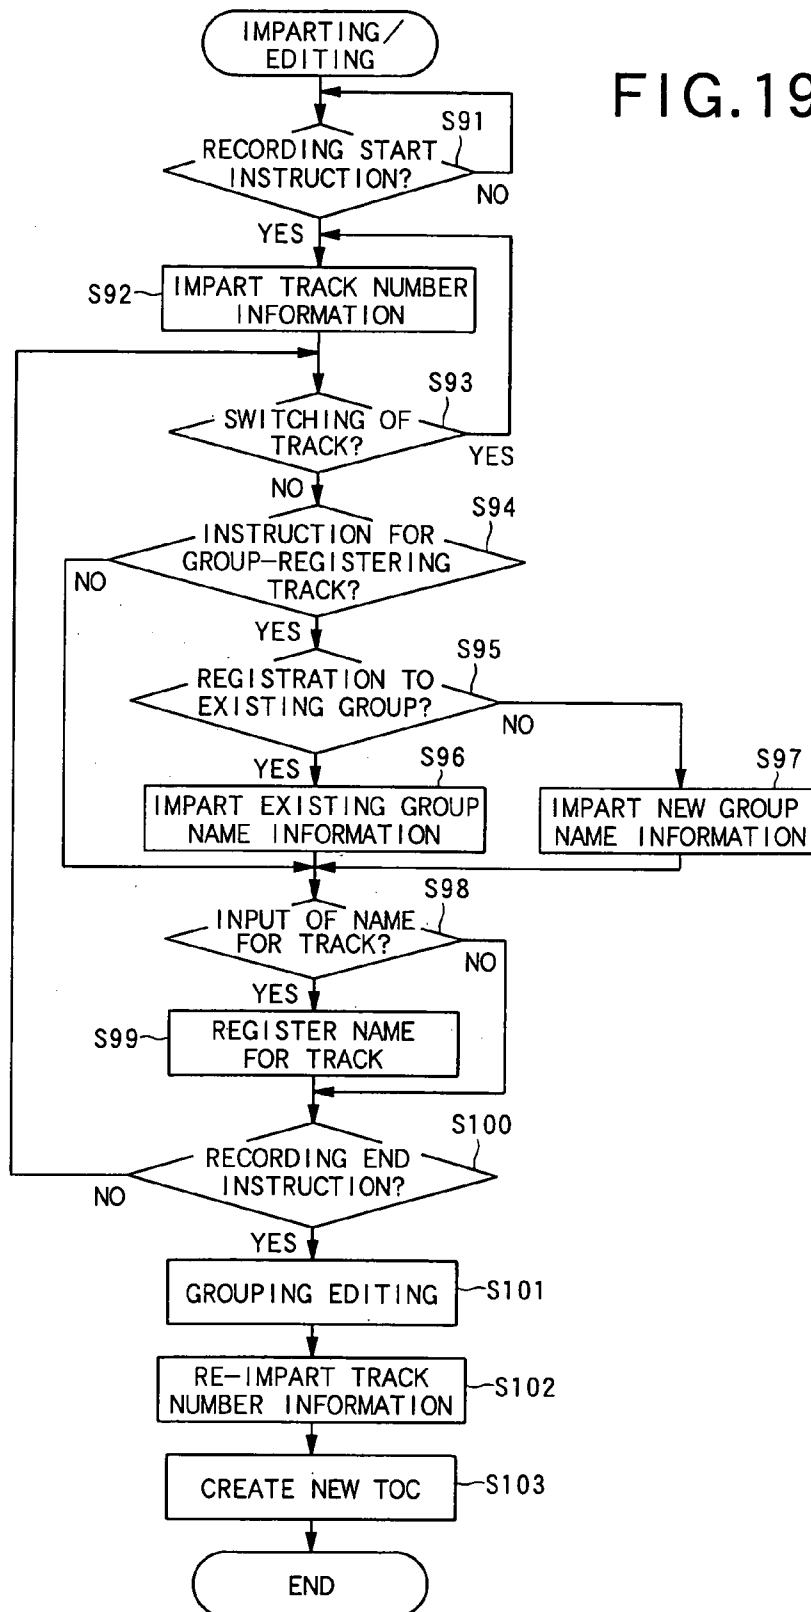 IMPARTING/
EDITING
FIG.19
S91
RECORDING START
INSTRUCTION?
NO
YES
S92
IMPART TRACK NUMBER
INFORMATION
S93
SWITCHING OF
TRACK?
YES
NO
S94
INSTRUCTION FOR
GROUP-REGISTERING
TRACK?
NO
YES
S95
REGISTRATION TO
EXISTING GROUP?
NO
YES
S96
S97
IMPART EXISTING GROUP
NAME INFORMATION
IMPART NEW GROUP
NAME INFORMATION
S98
INPUT OF NAME
FOR TRACK?
NO
YES
S99
REGISTER NAME
FOR TRACK
S100
RECORDING END
INSTRUCTION?
NO
YES
GROUPING EDITING
S101
RE-IMPART TRACK
NUMBER INFORMATION
S102
CREATE NEW TOC
S103
END